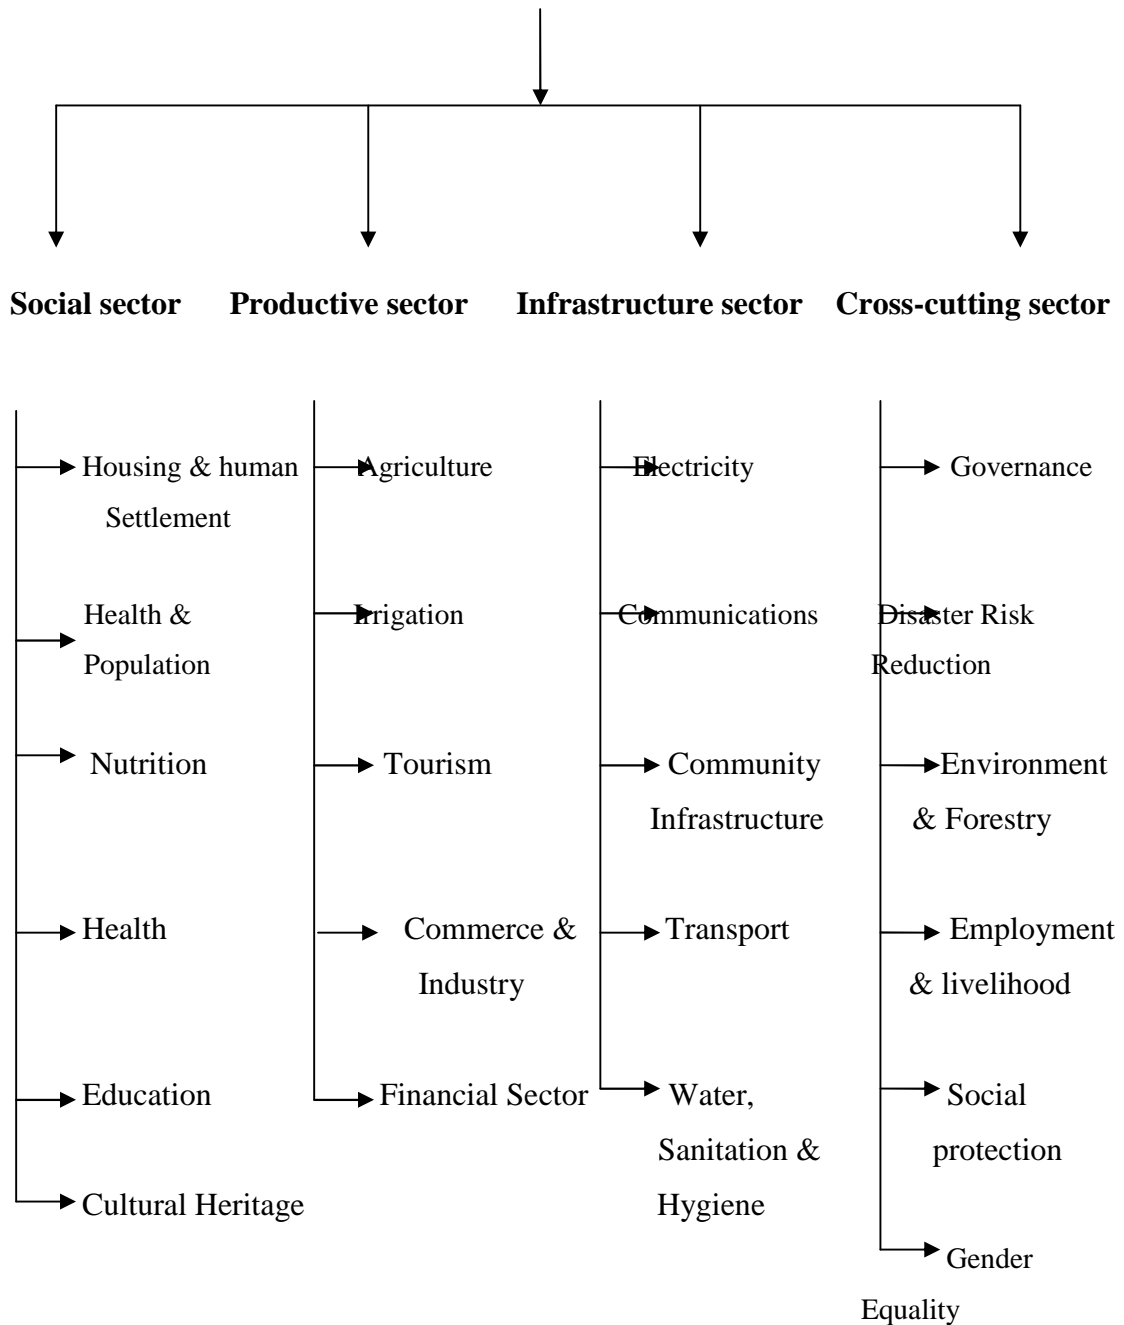 Social sector
Productive sector
Infrastructure sector
Cross-cutting sector
Housing & human
Settlement
Health &
Population
Nutrition
Health
Education
Cultural Heritage
Agriculture
Irrigation
Tourism
Commerce &
Industry
Financial Sector
Electricity
Communications
Community
Infrastructure
Transport
Water,
Sanitation &
Hygiene
Governance
Disaster Risk
Reduction
Environment
& Forestry
Employment
& livelihood
Social
protection
Gender
Equality